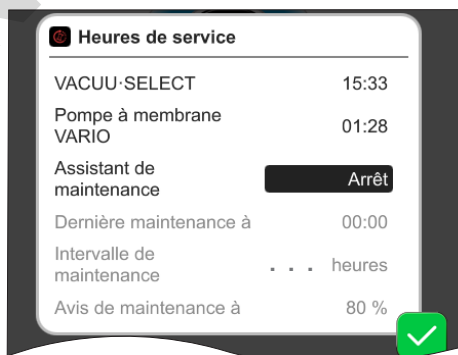 Heures de service
VACUU·SELECT 15:33
Pompe à membrane
VARIO 01:28
Assistant de
maintenance Arrêt
Dernière maintenance à 00:00
Intervalle de
maintenance . . . heures
Avis de maintenance à 80 %